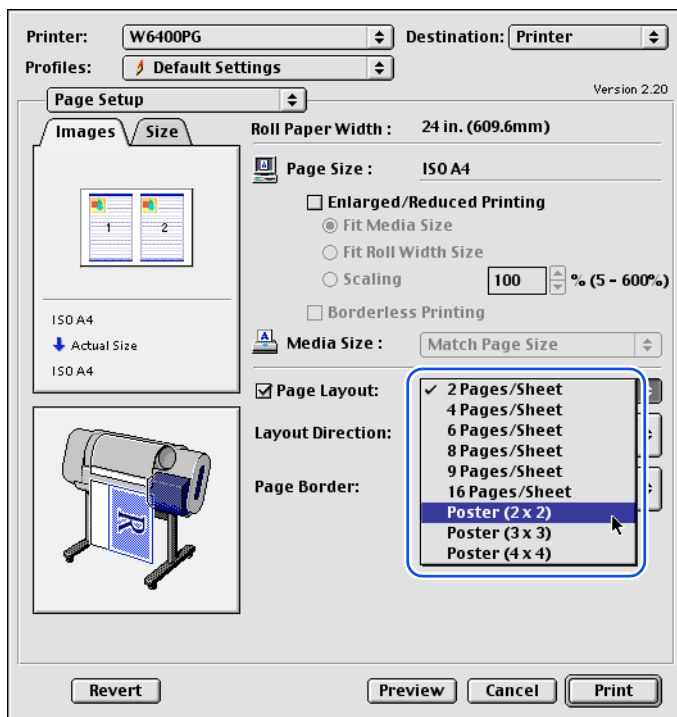 Printer: W6400PG Destination: Printer
Profiles: Default Settings
Version 2.20
Page Setup
Images Size
Roll Paper Width : 24 in. (609.6mm)
Page Size : ISO A4
1 2
Enlarged/Reduced Printing
Fit Media Size
Fit Roll Width Size
Scaling 100 % (5 - 600%)
Borderless Printing
ISO A4
Actual Size
ISO A4
Media Size : Match Page Size
Page Layout:
✓ 2 Pages/Sheet
4 Pages/Sheet
6 Pages/Sheet
8 Pages/Sheet
9 Pages/Sheet
16 Pages/Sheet
Poster (2 x 2)
Poster (3 x 3)
Poster (4 x 4)
Layout Direction:
Page Border:
R
Revert Preview Cancel Print